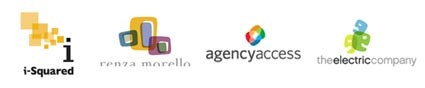 i
i-Squared
renza morello
agencyaccess
theelectriccompany